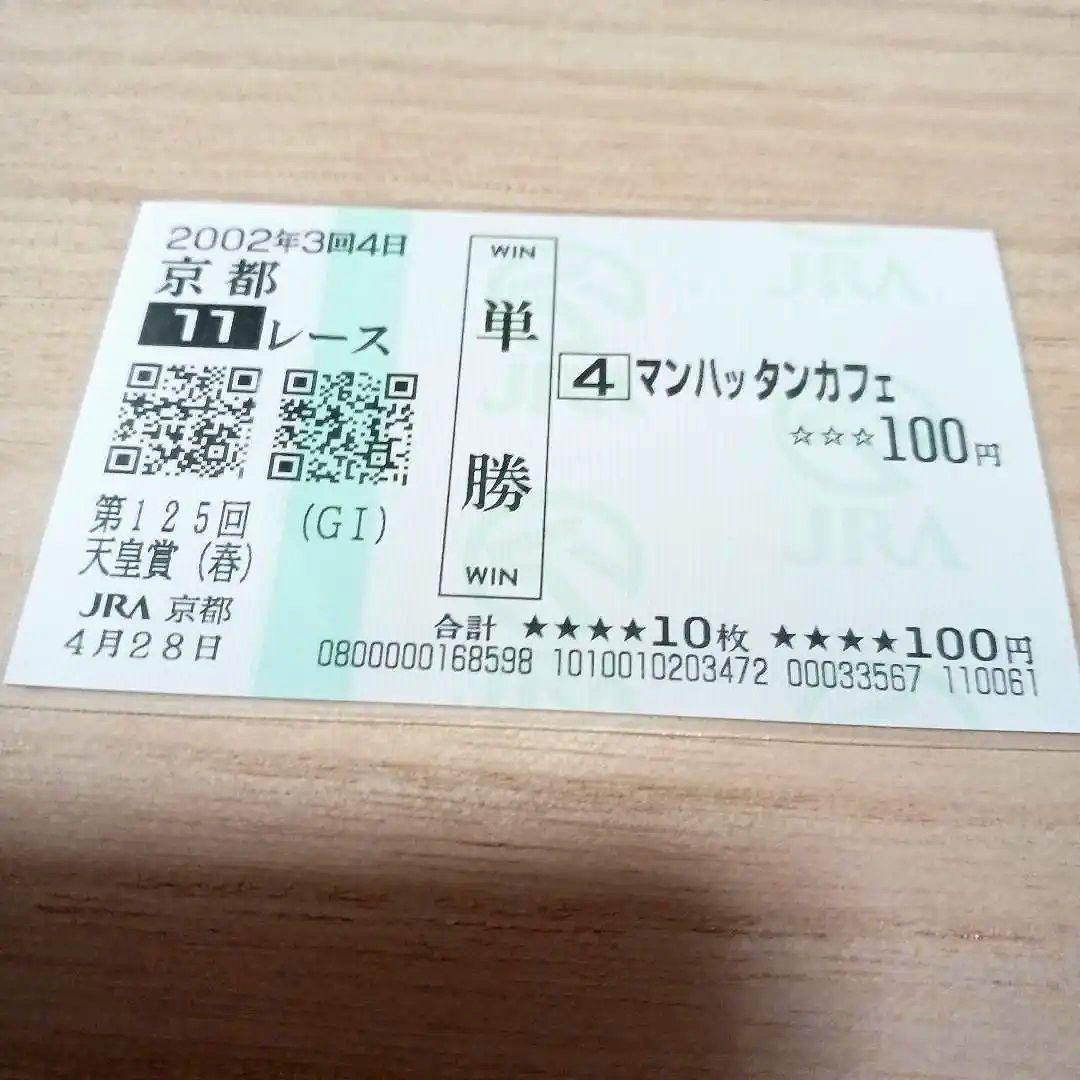 2002年3回4日
京都
11レース
第125回 (GI)
天皇賞(春)
JRA 京都
4月28日
WIN
単勝
WIN
4 マンハッタンカフェ
☆☆☆100円
合計 ★★★★10枚 ★★★★100円
0800000168598 1010010203472 00033567 110061